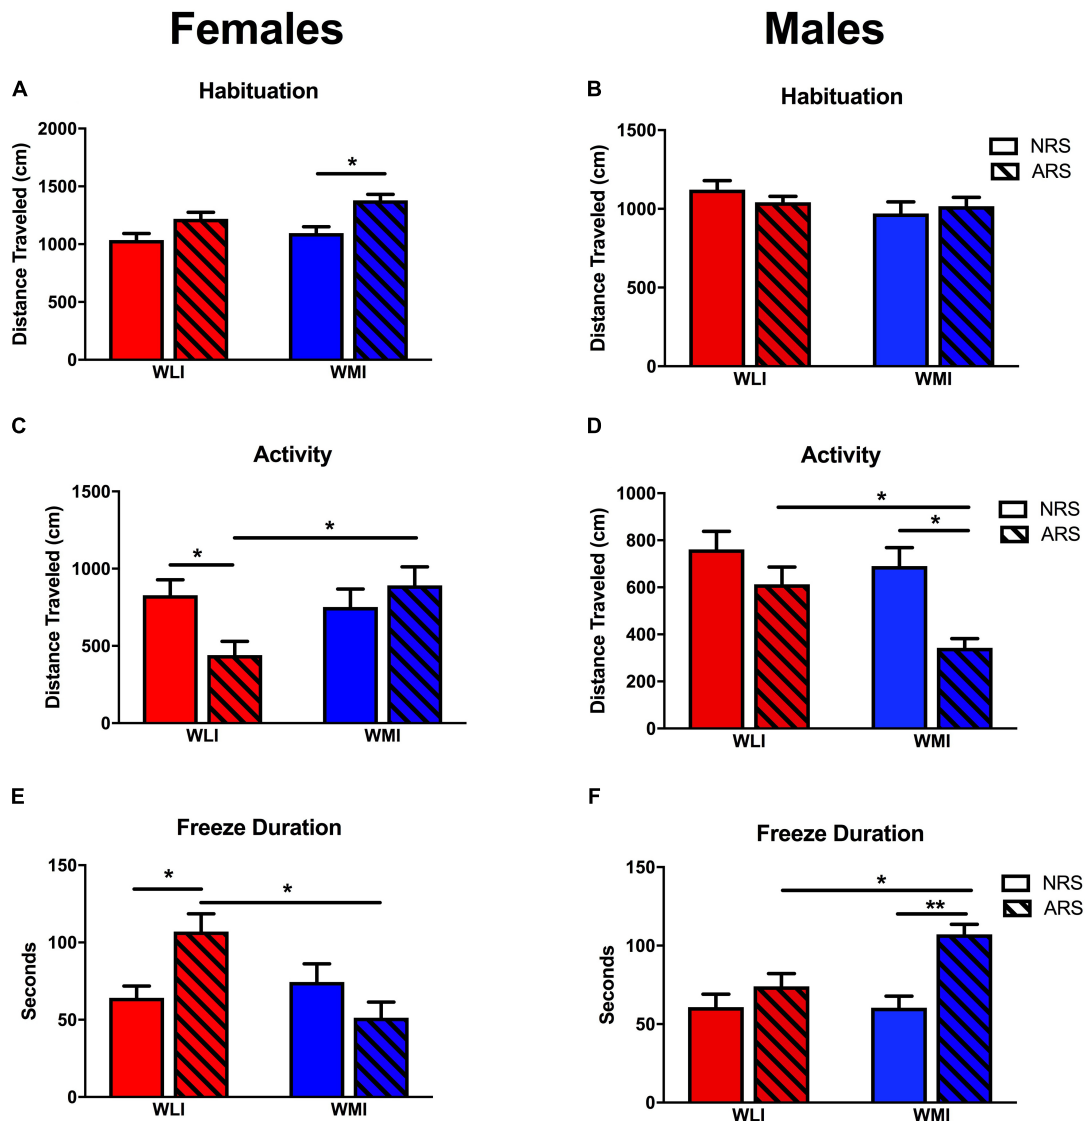 Females
Males
A
Habituation
Distance Traveled (cm)
2000
1500
1000
500
0
*
WLI
WMI
B
Habituation
Distance Traveled (cm)
1500
1000
500
0
NRS
ARS
WLI
WMI
C
Activity
Distance Traveled (cm)
1500
1000
500
0
*
*
WLI
WMI
D
Activity
Distance Traveled (cm)
1000
800
600
400
200
0
*
*
NRS
ARS
WLI
WMI
E
Freeze Duration
Seconds
150
100
50
0
*
*
WLI
WMI
F
Freeze Duration
Seconds
150
100
50
0
*
**
NRS
ARS
WLI
WMI